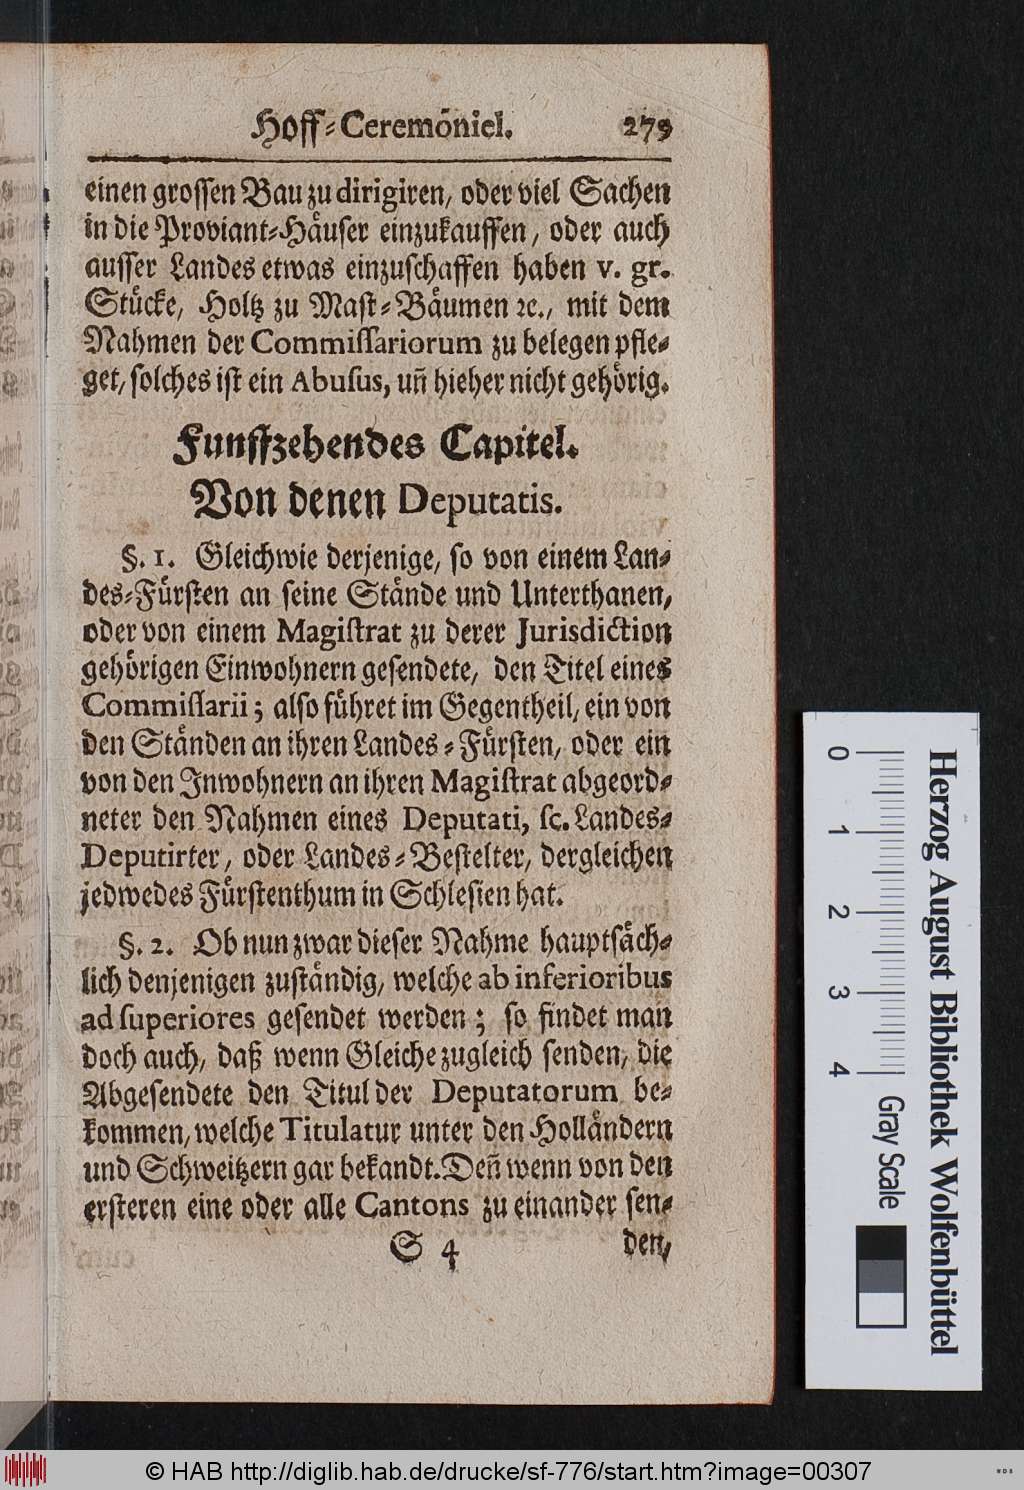 Hoff-Ceremoniel. 279
einen grossen Bau zu dirigiren, oder viel Sachen
in die Proviant-Häuser einzukauffen, oder auch
ausser Landes etwas einzuschaffen haben v. gr.
Stücke, Holtz zu Mast-Bäumen ꝛc., mit dem
Nahmen der Commiſſariorum zu belegen pfle-
get, solches ist ein Abuſus, uñ hieher nicht gehörig.
Funffzehendes Capitel.
Von denen Deputatis.
§. 1. Gleichwie derjenige, so von einem Lan-
des-Fürsten an seine Stände und Unterthanen,
oder von einem Magiſtrat zu derer Jurisdiction
gehörigen Einwohnern gesendete, den Titel eines
Commiſſarii; also führet im Gegentheil, ein von
den Ständen an ihren Landes-Fürsten, oder ein
von den Inwohnern an ihren Magiſtrat abgeord-
neter den Nahmen eines Deputati, ſc. Landes-
Deputirter, oder Landes-Bestelter, dergleichen
jedwedes Fürstenthum in Schlesien hat.
§. 2. Ob nun zwar dieser Nahme hauptsäch-
lich denjenigen zuständig, welche ab inferioribus
ad ſuperiores gesendet werden; so findet man
doch auch, daß wenn Gleiche zugleich senden, die
Abgesendete den Titul der Deputatorum be-
kommen, welche Titulatur unter den Holländern
und Schweitzern gar bekandt. Deñ wenn von den
ersteren eine oder alle Cantons zu einander sen-
S 4 den,
0 1 2 3 4 Gray Scale
Herzog August Bibliothek Wolfenbüttel
© HAB http://diglib.hab.de/drucke/sf-776/start.htm?image=00307